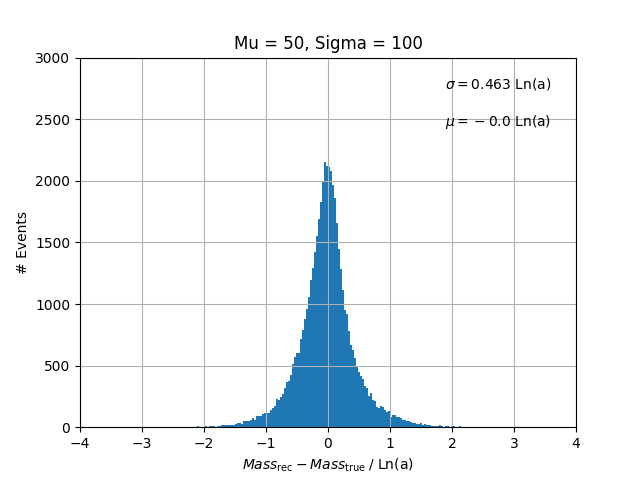 Mu = 50, Sigma = 100
3000
2500
2000
1500
1000
500
0
# Events
σ = 0.463 Ln(a)
μ = −0.0 Ln(a)
−4 −3 −2 −1 0 1 2 3 4
Mass_rec − Mass_true / Ln(a)